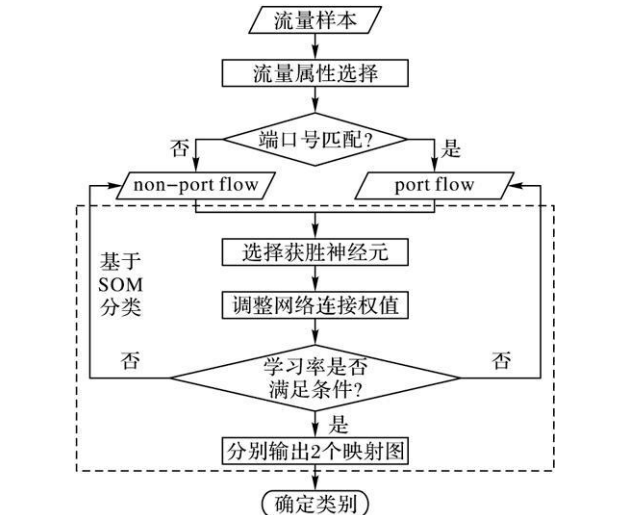 流量样本
流量属性选择
端口号匹配?
否
是
non-port flow
port flow
选择获胜神经元
基于
SOM
分类
调整网络连接权值
学习率是否
满足条件?
否
否
是
分别输出2个映射图
确定类别